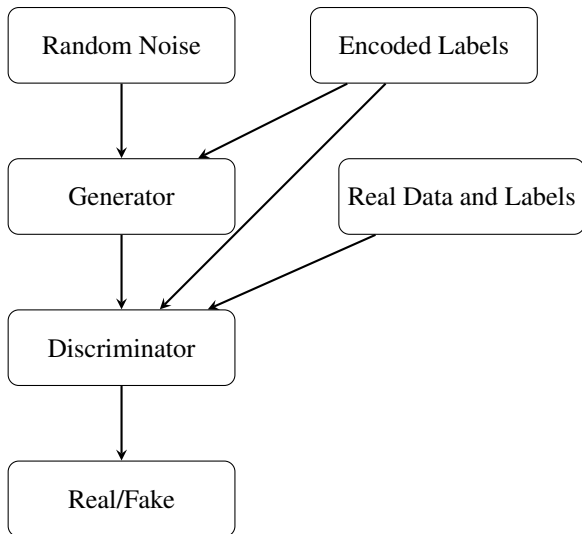 Random Noise
Encoded Labels
Generator
Real Data and Labels
Discriminator
Real/Fake